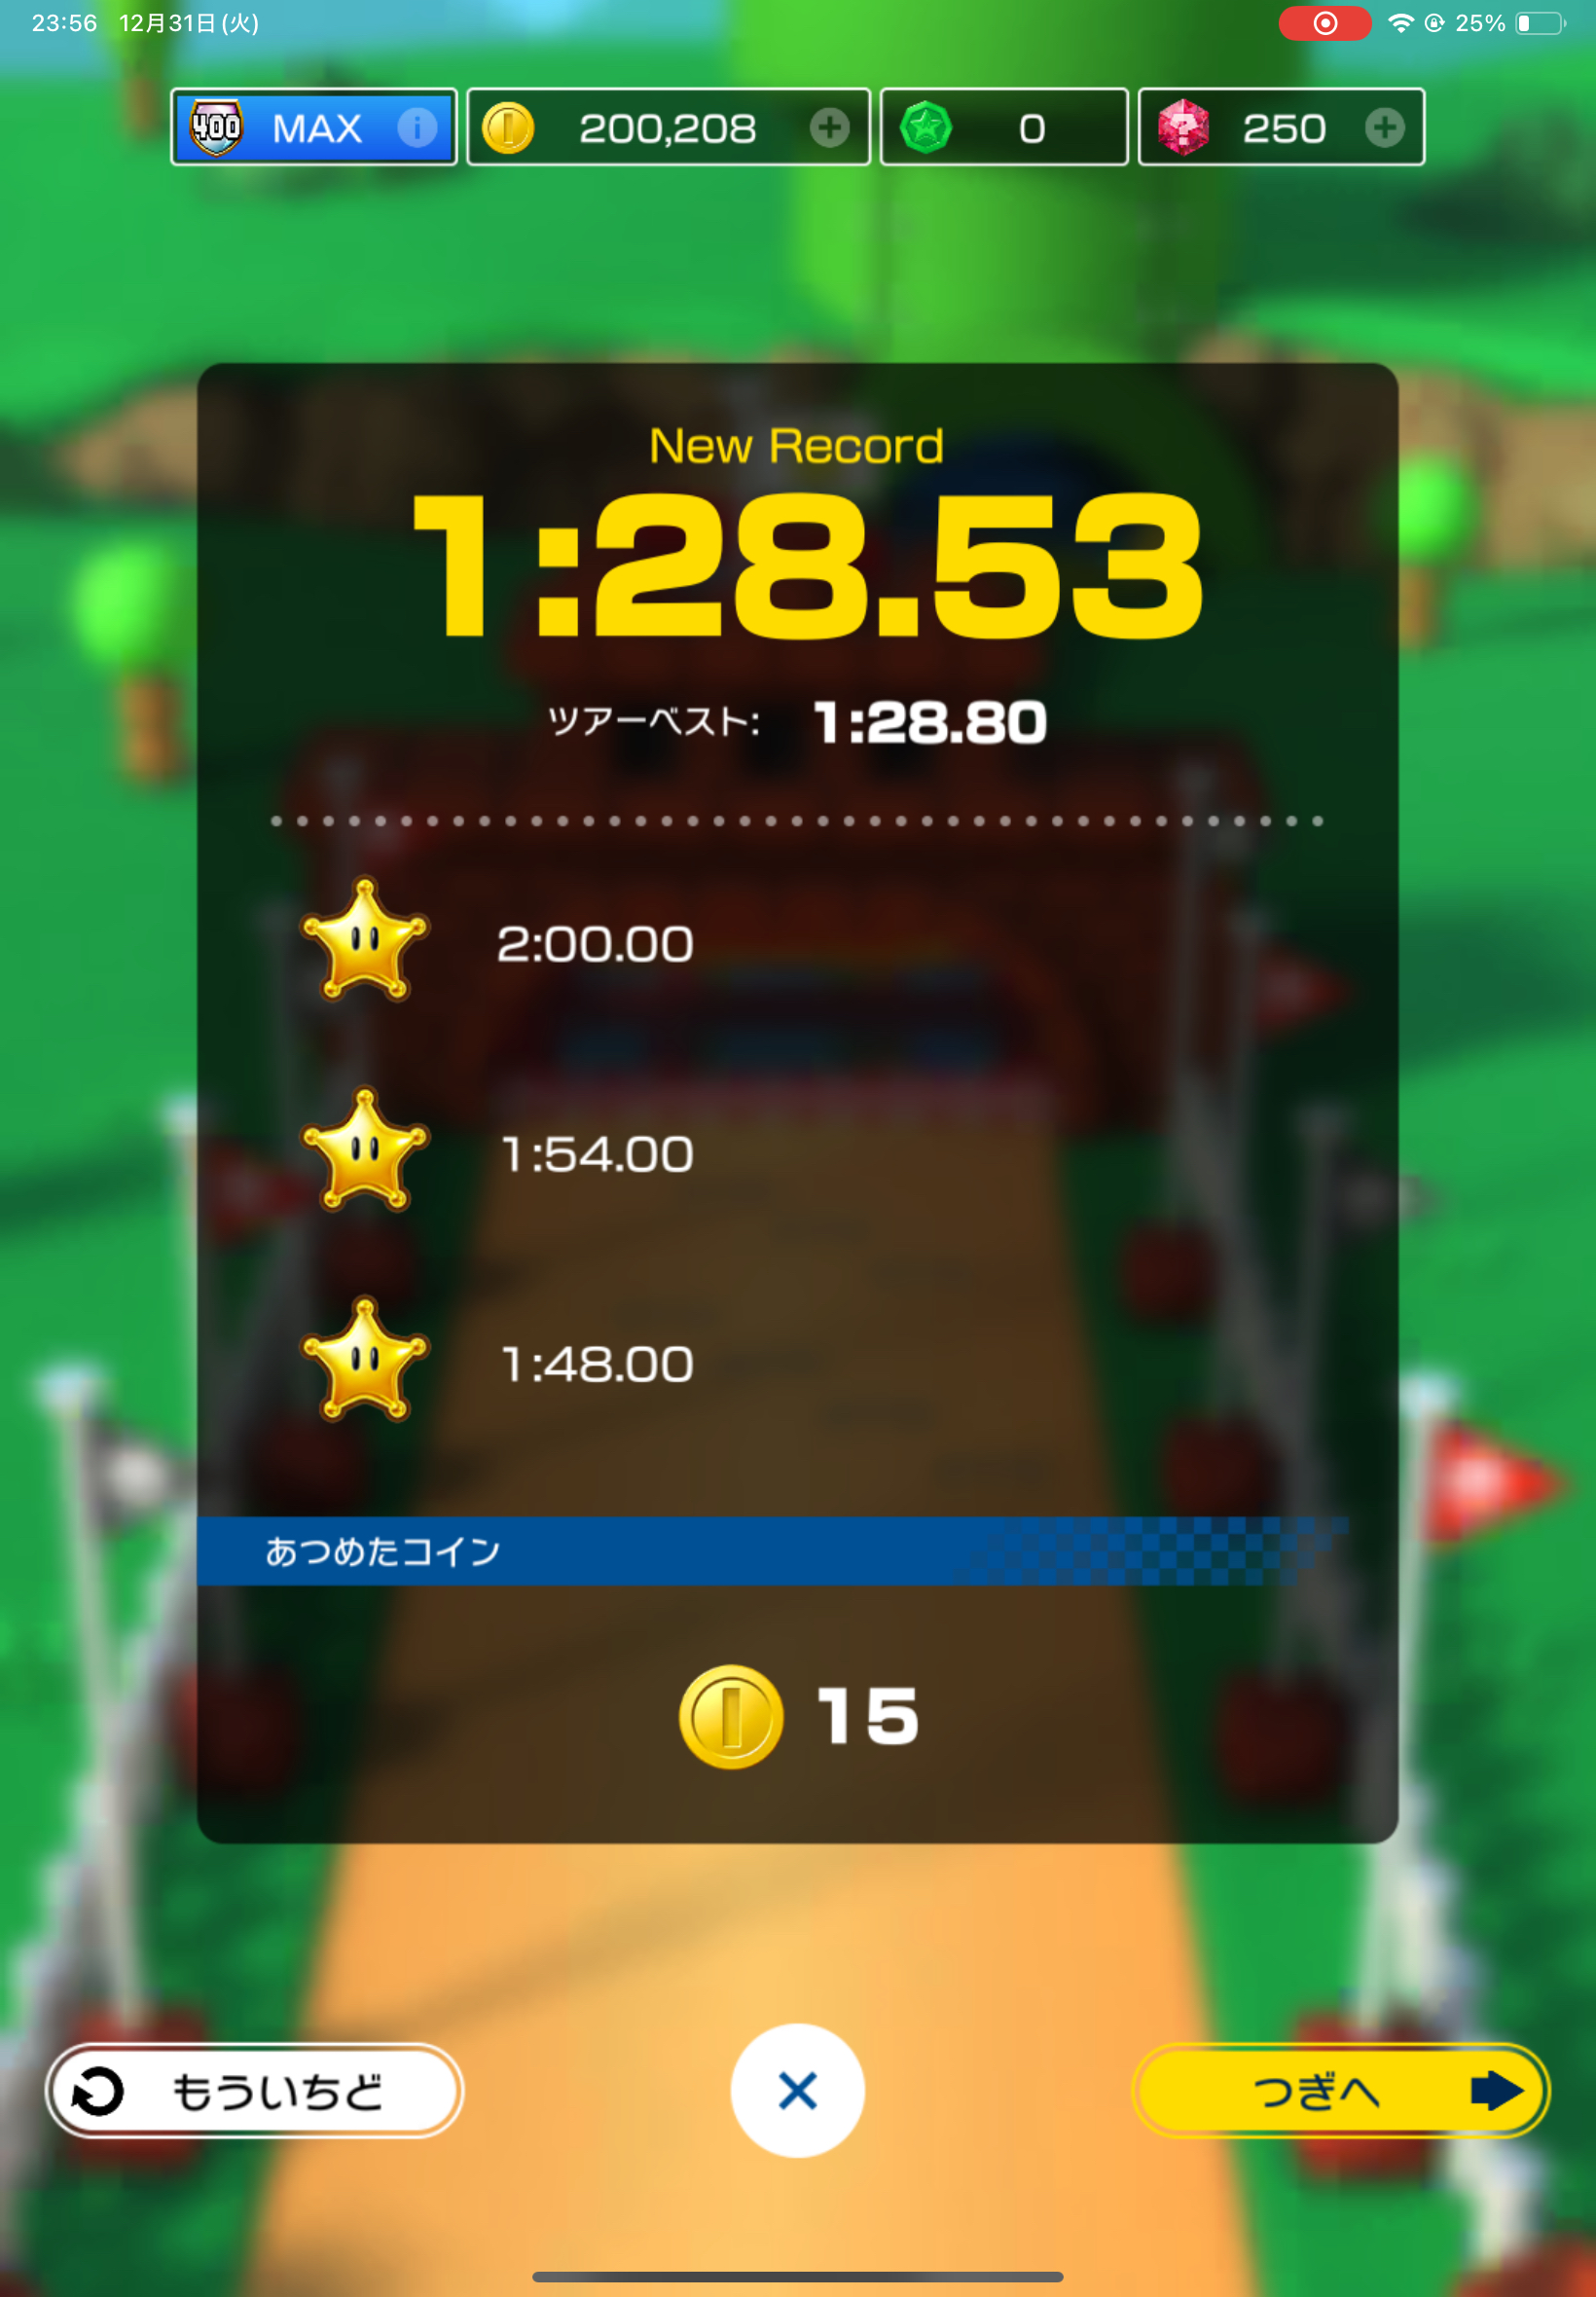 23:56 12月31日(火) 25%
400 MAX i 200,208 + 0 250 +
New Record
1:28.53
ツアーベスト: 1:28.80
2:00.00
1:54.00
1:48.00
あつめたコイン
15
もういちど × つぎへ